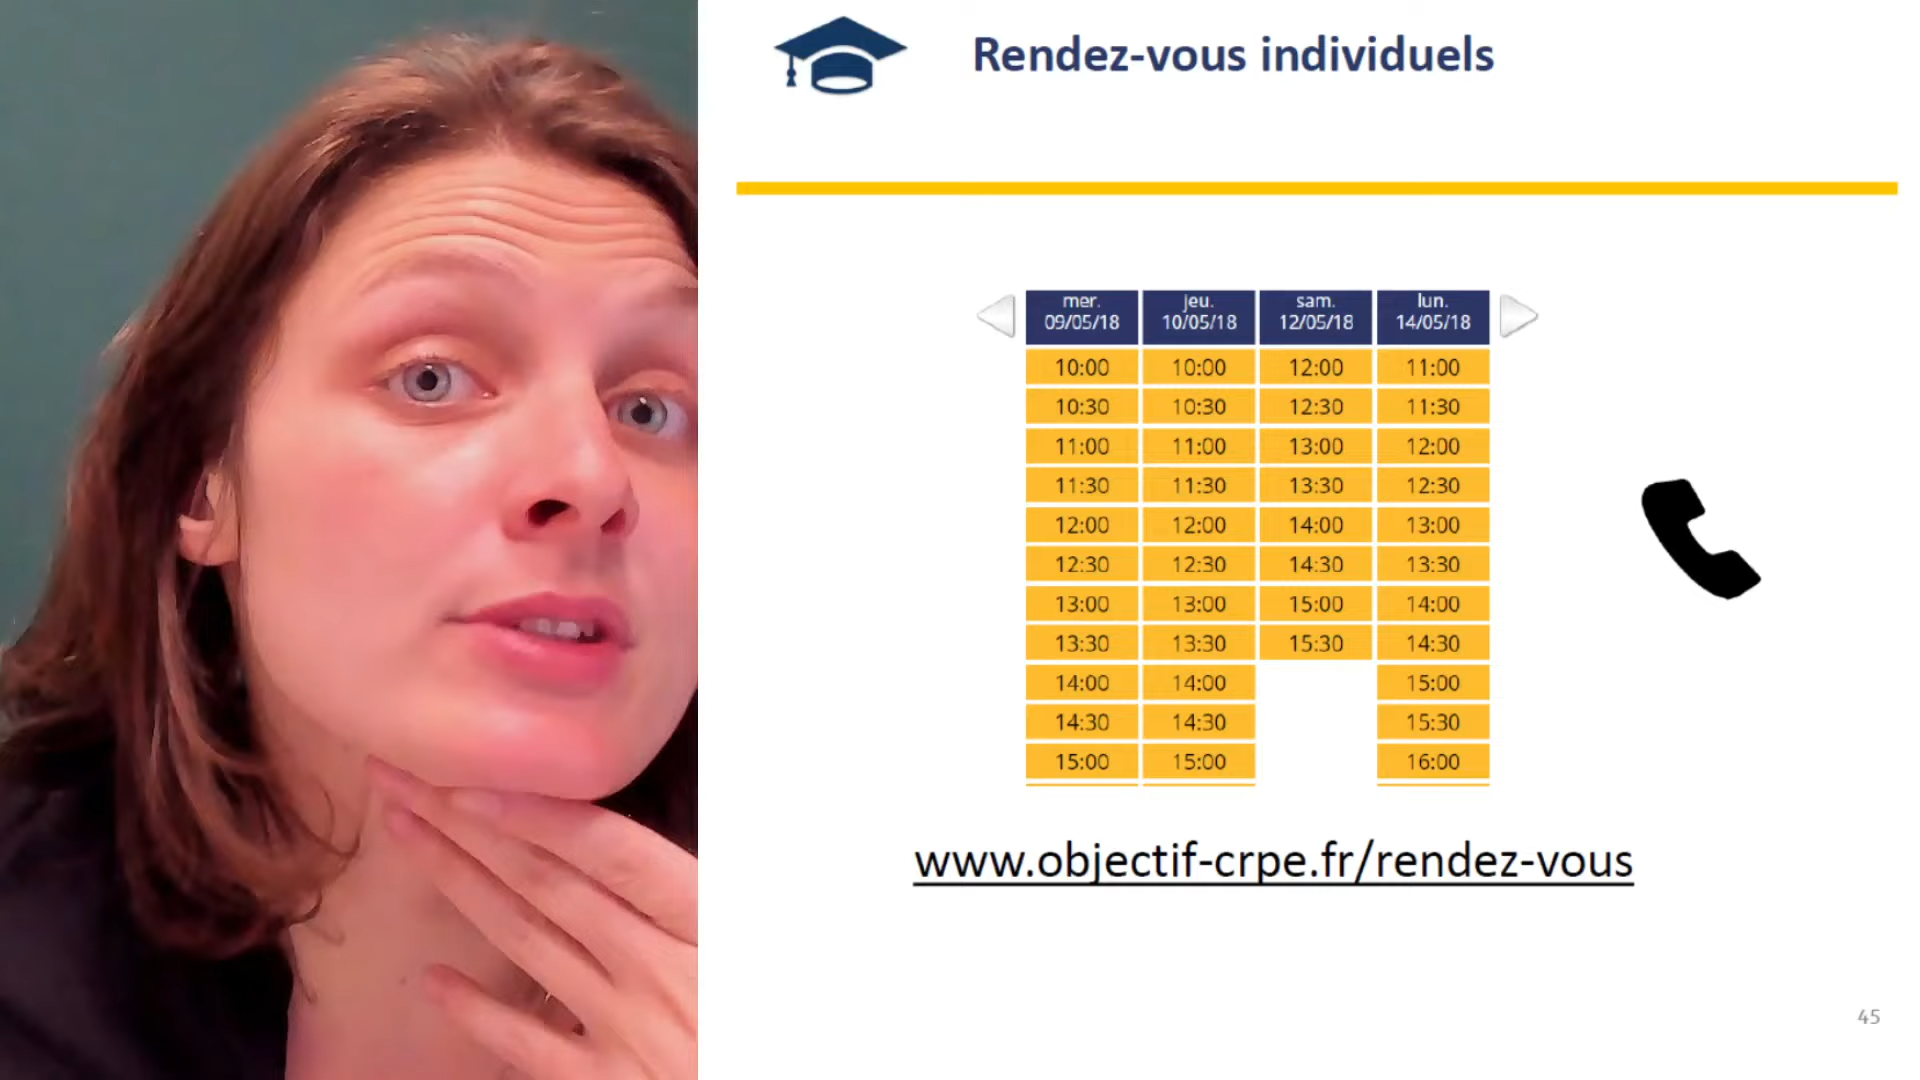 Rendez-vous individuels
mer. jeu. sam. lun.
09/05/18 10/05/18 12/05/18 14/05/18
10:00 10:00 12:00 11:00
10:30 10:30 12:30 11:30
11:00 11:00 13:00 12:00
11:30 11:30 13:30 12:30
12:00 12:00 14:00 13:00
12:30 12:30 14:30 13:30
13:00 13:00 15:00 14:00
13:30 13:30 15:30 14:30
14:00 14:00 15:00
14:30 14:30 15:30
15:00 15:00 16:00
www.objectif-crpe.fr/rendez-vous
45